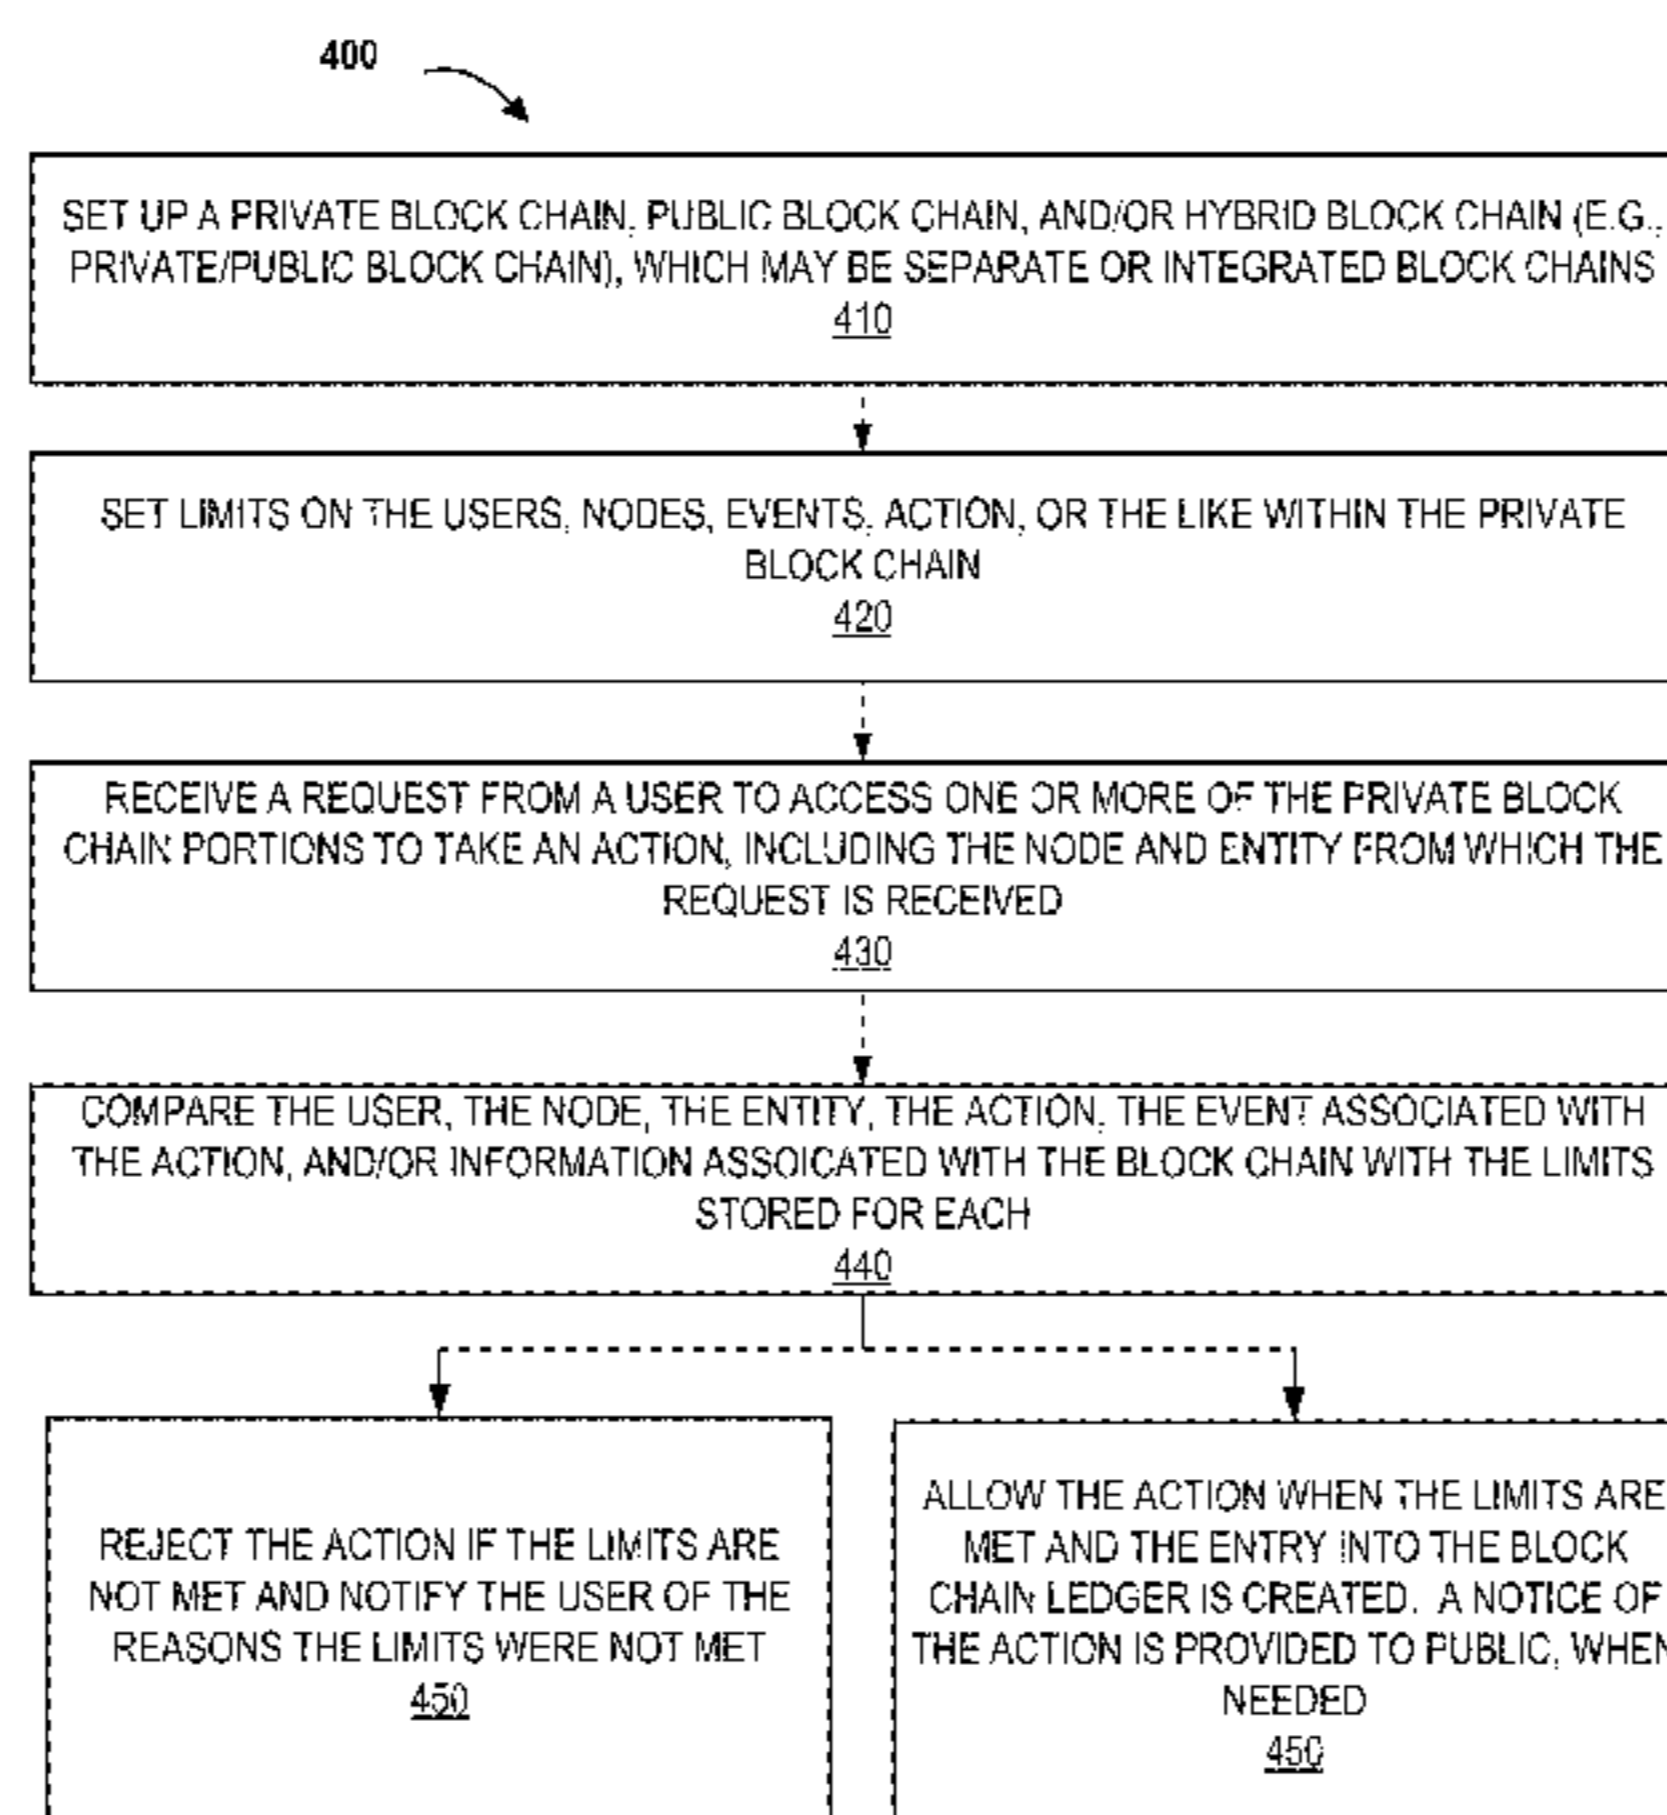 400
SET UP A PRIVATE BLOCK CHAIN, PUBLIC BLOCK CHAIN, AND/OR HYBRID BLOCK CHAIN (E.G.,
PRIVATE/PUBLIC BLOCK CHAIN), WHICH MAY BE SEPARATE OR INTEGRATED BLOCK CHAINS
410
SET LIMITS ON THE USERS, NODES, EVENTS, ACTION, OR THE LIKE WITHIN THE PRIVATE
BLOCK CHAIN
420
RECEIVE A REQUEST FROM A USER TO ACCESS ONE OR MORE OF THE PRIVATE BLOCK
CHAIN PORTIONS TO TAKE AN ACTION, INCLUDING THE NODE AND ENTITY FROM WHICH THE
REQUEST IS RECEIVED
430
COMPARE THE USER, THE NODE, THE ENTITY, THE ACTION, THE EVENT ASSOCIATED WITH
THE ACTION, AND/OR INFORMATION ASSOICATED WITH THE BLOCK CHAIN WITH THE LIMITS
STORED FOR EACH
440
REJECT THE ACTION IF THE LIMITS ARE
NOT MET AND NOTIFY THE USER OF THE
REASONS THE LIMITS WERE NOT MET
450
ALLOW THE ACTION WHEN THE LIMITS ARE
MET AND THE ENTRY INTO THE BLOCK
CHAIN LEDGER IS CREATED. A NOTICE OF
THE ACTION IS PROVIDED TO PUBLIC, WHEN
NEEDED
450